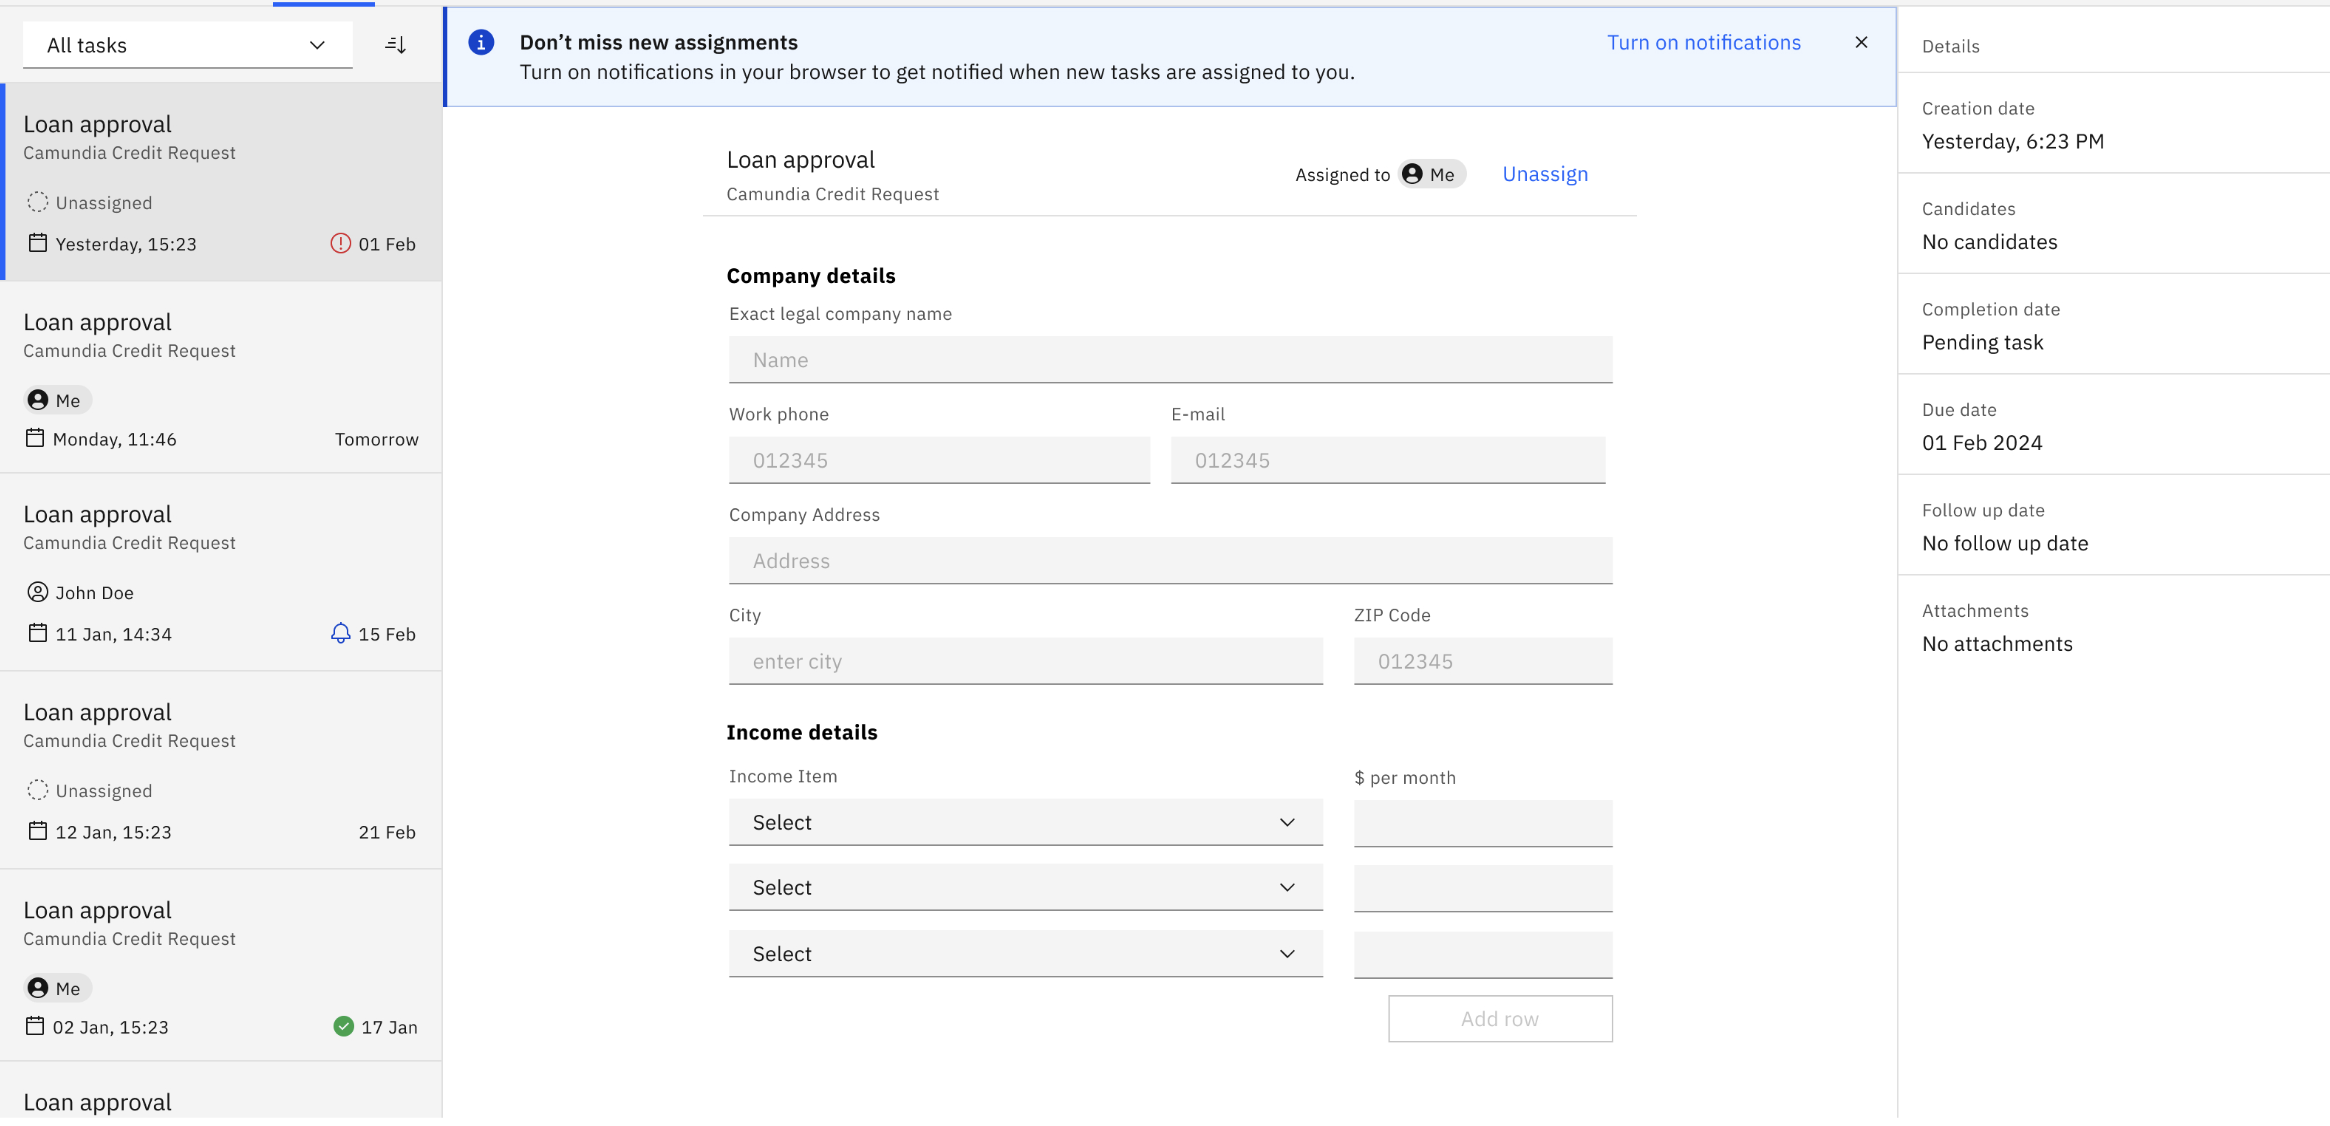 All tasks
Loan approval
Camundia Credit Request
Unassigned
Yesterday, 15:23
01 Feb
Loan approval
Camundia Credit Request
Me
Monday, 11:46
Tomorrow
Loan approval
Camundia Credit Request
John Doe
11 Jan, 14:34
15 Feb
Loan approval
Camundia Credit Request
Unassigned
12 Jan, 15:23
21 Feb
Loan approval
Camundia Credit Request
Me
02 Jan, 15:23
17 Jan
Loan approval
Don’t miss new assignments
Turn on notifications in your browser to get notified when new tasks are assigned to you.
Turn on notifications
Loan approval
Camundia Credit Request
Assigned to
Me
Unassign
Company details
Exact legal company name
Name
Work phone
E-mail
012345
012345
Company Address
Address
City
ZIP Code
enter city
012345
Income details
Income Item
$ per month
Select
Select
Select
Add row
Details
Creation date
Yesterday, 6:23 PM
Candidates
No candidates
Completion date
Pending task
Due date
01 Feb 2024
Follow up date
No follow up date
Attachments
No attachments